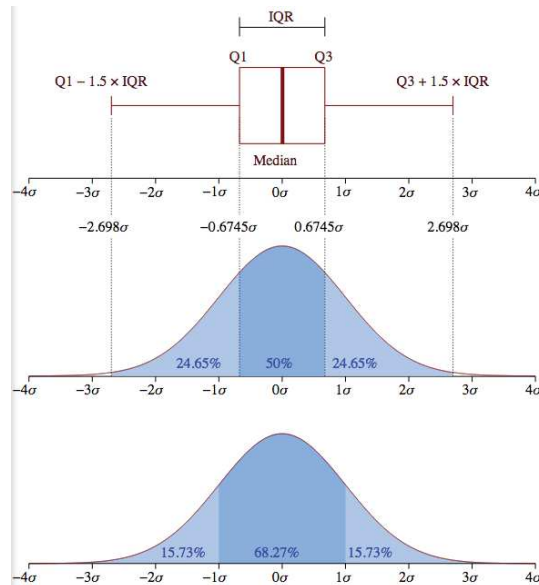 IQR
Q1 Q3
Q1 − 1.5 × IQR Q3 + 1.5 × IQR
Median
−4σ −3σ −2σ −1σ 0σ 1σ 2σ 3σ 4σ
−2.698σ −0.6745σ 0.6745σ 2.698σ
24.65% 50% 24.65%
−4σ −3σ −2σ −1σ 0σ 1σ 2σ 3σ 4σ
15.73% 68.27% 15.73%
−4σ −3σ −2σ −1σ 0σ 1σ 2σ 3σ 4σ